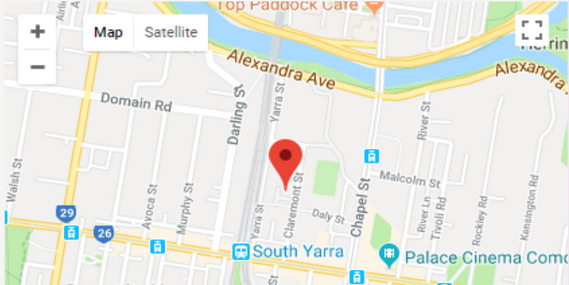 Top Paddock Cafe
+
Map Satellite
−
Herrin
Alexandra Ave
Alexandra
Domain Rd
Darling St
Yarra St
River St
Walsh St
Avoca St
Murphy St
Claremont St
Chapel St
Malcolm St
River Ln
Tivoli Rd
Rockley Rd
Kensington Rd
Yarra St
Daly St
29
26
South Yarra
Palace Cinema Como